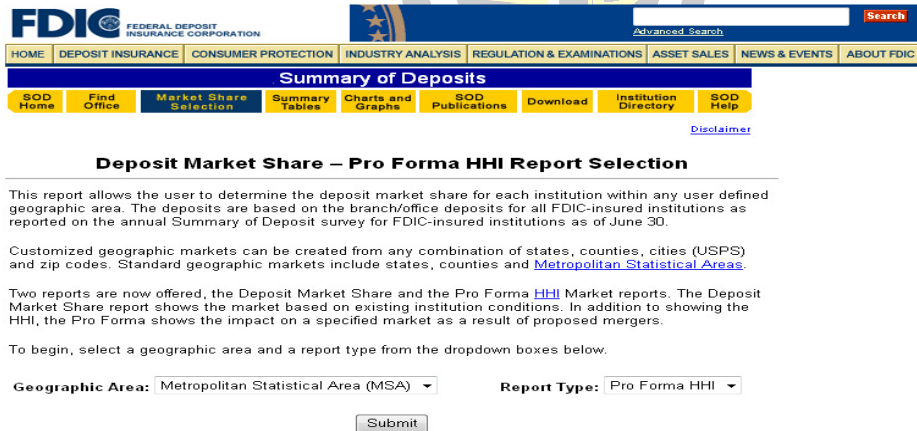 FDIC FEDERAL DEPOSIT
INSURANCE CORPORATION
Search
Advanced Search
HOME DEPOSIT INSURANCE CONSUMER PROTECTION INDUSTRY ANALYSIS REGULATION & EXAMINATIONS ASSET SALES NEWS & EVENTS ABOUT FDIC
Summary of Deposits
SOD Home Find Office Market Share Selection Summary Tables Charts and Graphs SOD Publications Download Institution Directory SOD Help
Disclaimer
Deposit Market Share – Pro Forma HHI Report Selection
This report allows the user to determine the deposit market share for each institution within any user defined
geographic area. The deposits are based on the branch/office deposits for all FDIC-insured institutions as
reported on the annual Summary of Deposit survey for FDIC-insured institutions as of June 30.
Customized geographic markets can be created from any combination of states, counties, cities (USPS)
and zip codes. Standard geographic markets include states, counties and Metropolitan Statistical Areas.
Two reports are now offered, the Deposit Market Share and the Pro Forma HHI Market reports. The Deposit
Market Share report shows the market based on existing institution conditions. In addition to showing the
HHI, the Pro Forma shows the impact on a specified market as a result of proposed mergers.
To begin, select a geographic area and a report type from the dropdown boxes below.
Geographic Area: Metropolitan Statistical Area (MSA) Report Type: Pro Forma HHI
Submit